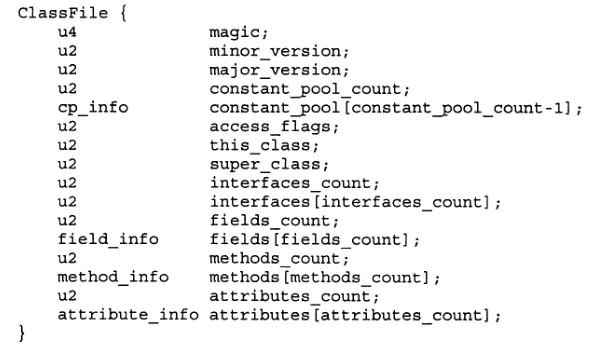 ClassFile {
u4 magic;
u2 minor_version;
u2 major_version;
u2 constant_pool_count;
cp_info constant_pool[constant_pool_count-1];
u2 access_flags;
u2 this_class;
u2 super_class;
u2 interfaces_count;
u2 interfaces[interfaces_count];
u2 fields_count;
field_info fields[fields_count];
u2 methods_count;
method_info methods[methods_count];
u2 attributes_count;
attribute_info attributes[attributes_count];
}